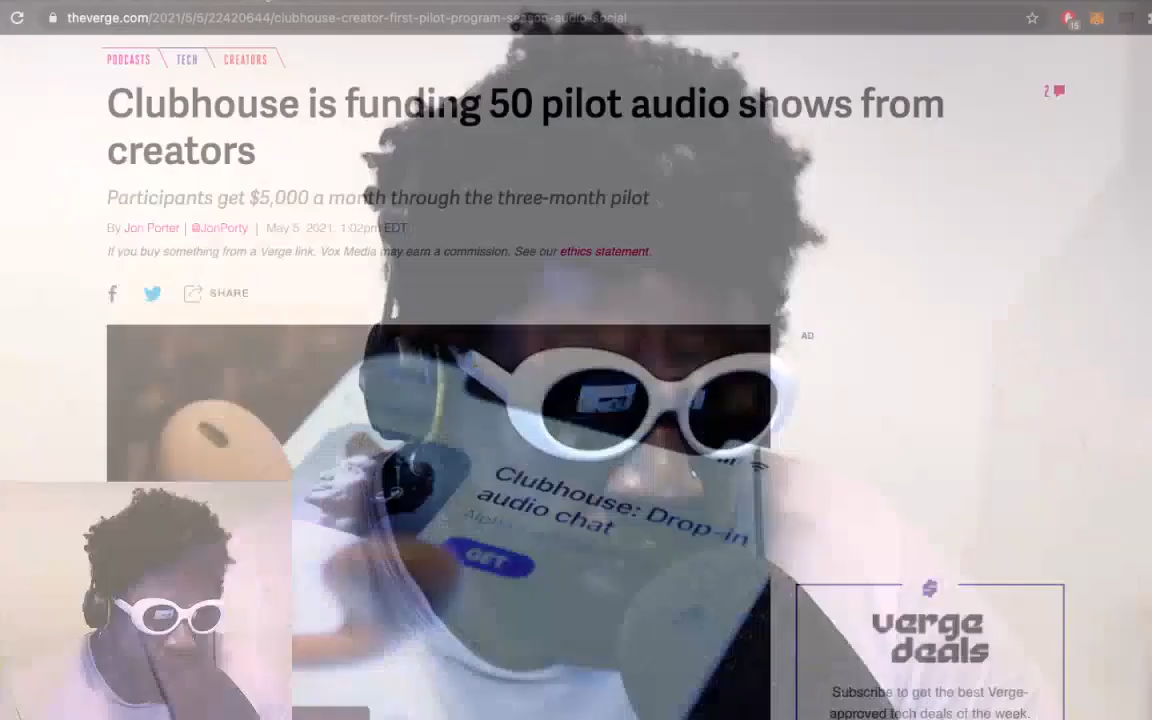 theverge.com/2021/5/5/22420644/clubhouse-creator-first-pilot-program-season-audio-social
15
PODCASTS TECH CREATORS
Clubhouse is funding 50 pilot audio shows from
creators
2
Participants get $5,000 a month through the three-month pilot
By Jon Porter | @JonPorty | May 5, 2021, 1:02pm EDT
If you buy something from a Verge link, Vox Media may earn a commission. See our ethics statement.
SHARE
AD
Clubhouse: Drop-in
audio chat
GET
verge
deals
Subscribe to get the best Verge-
approved tech deals of the week.